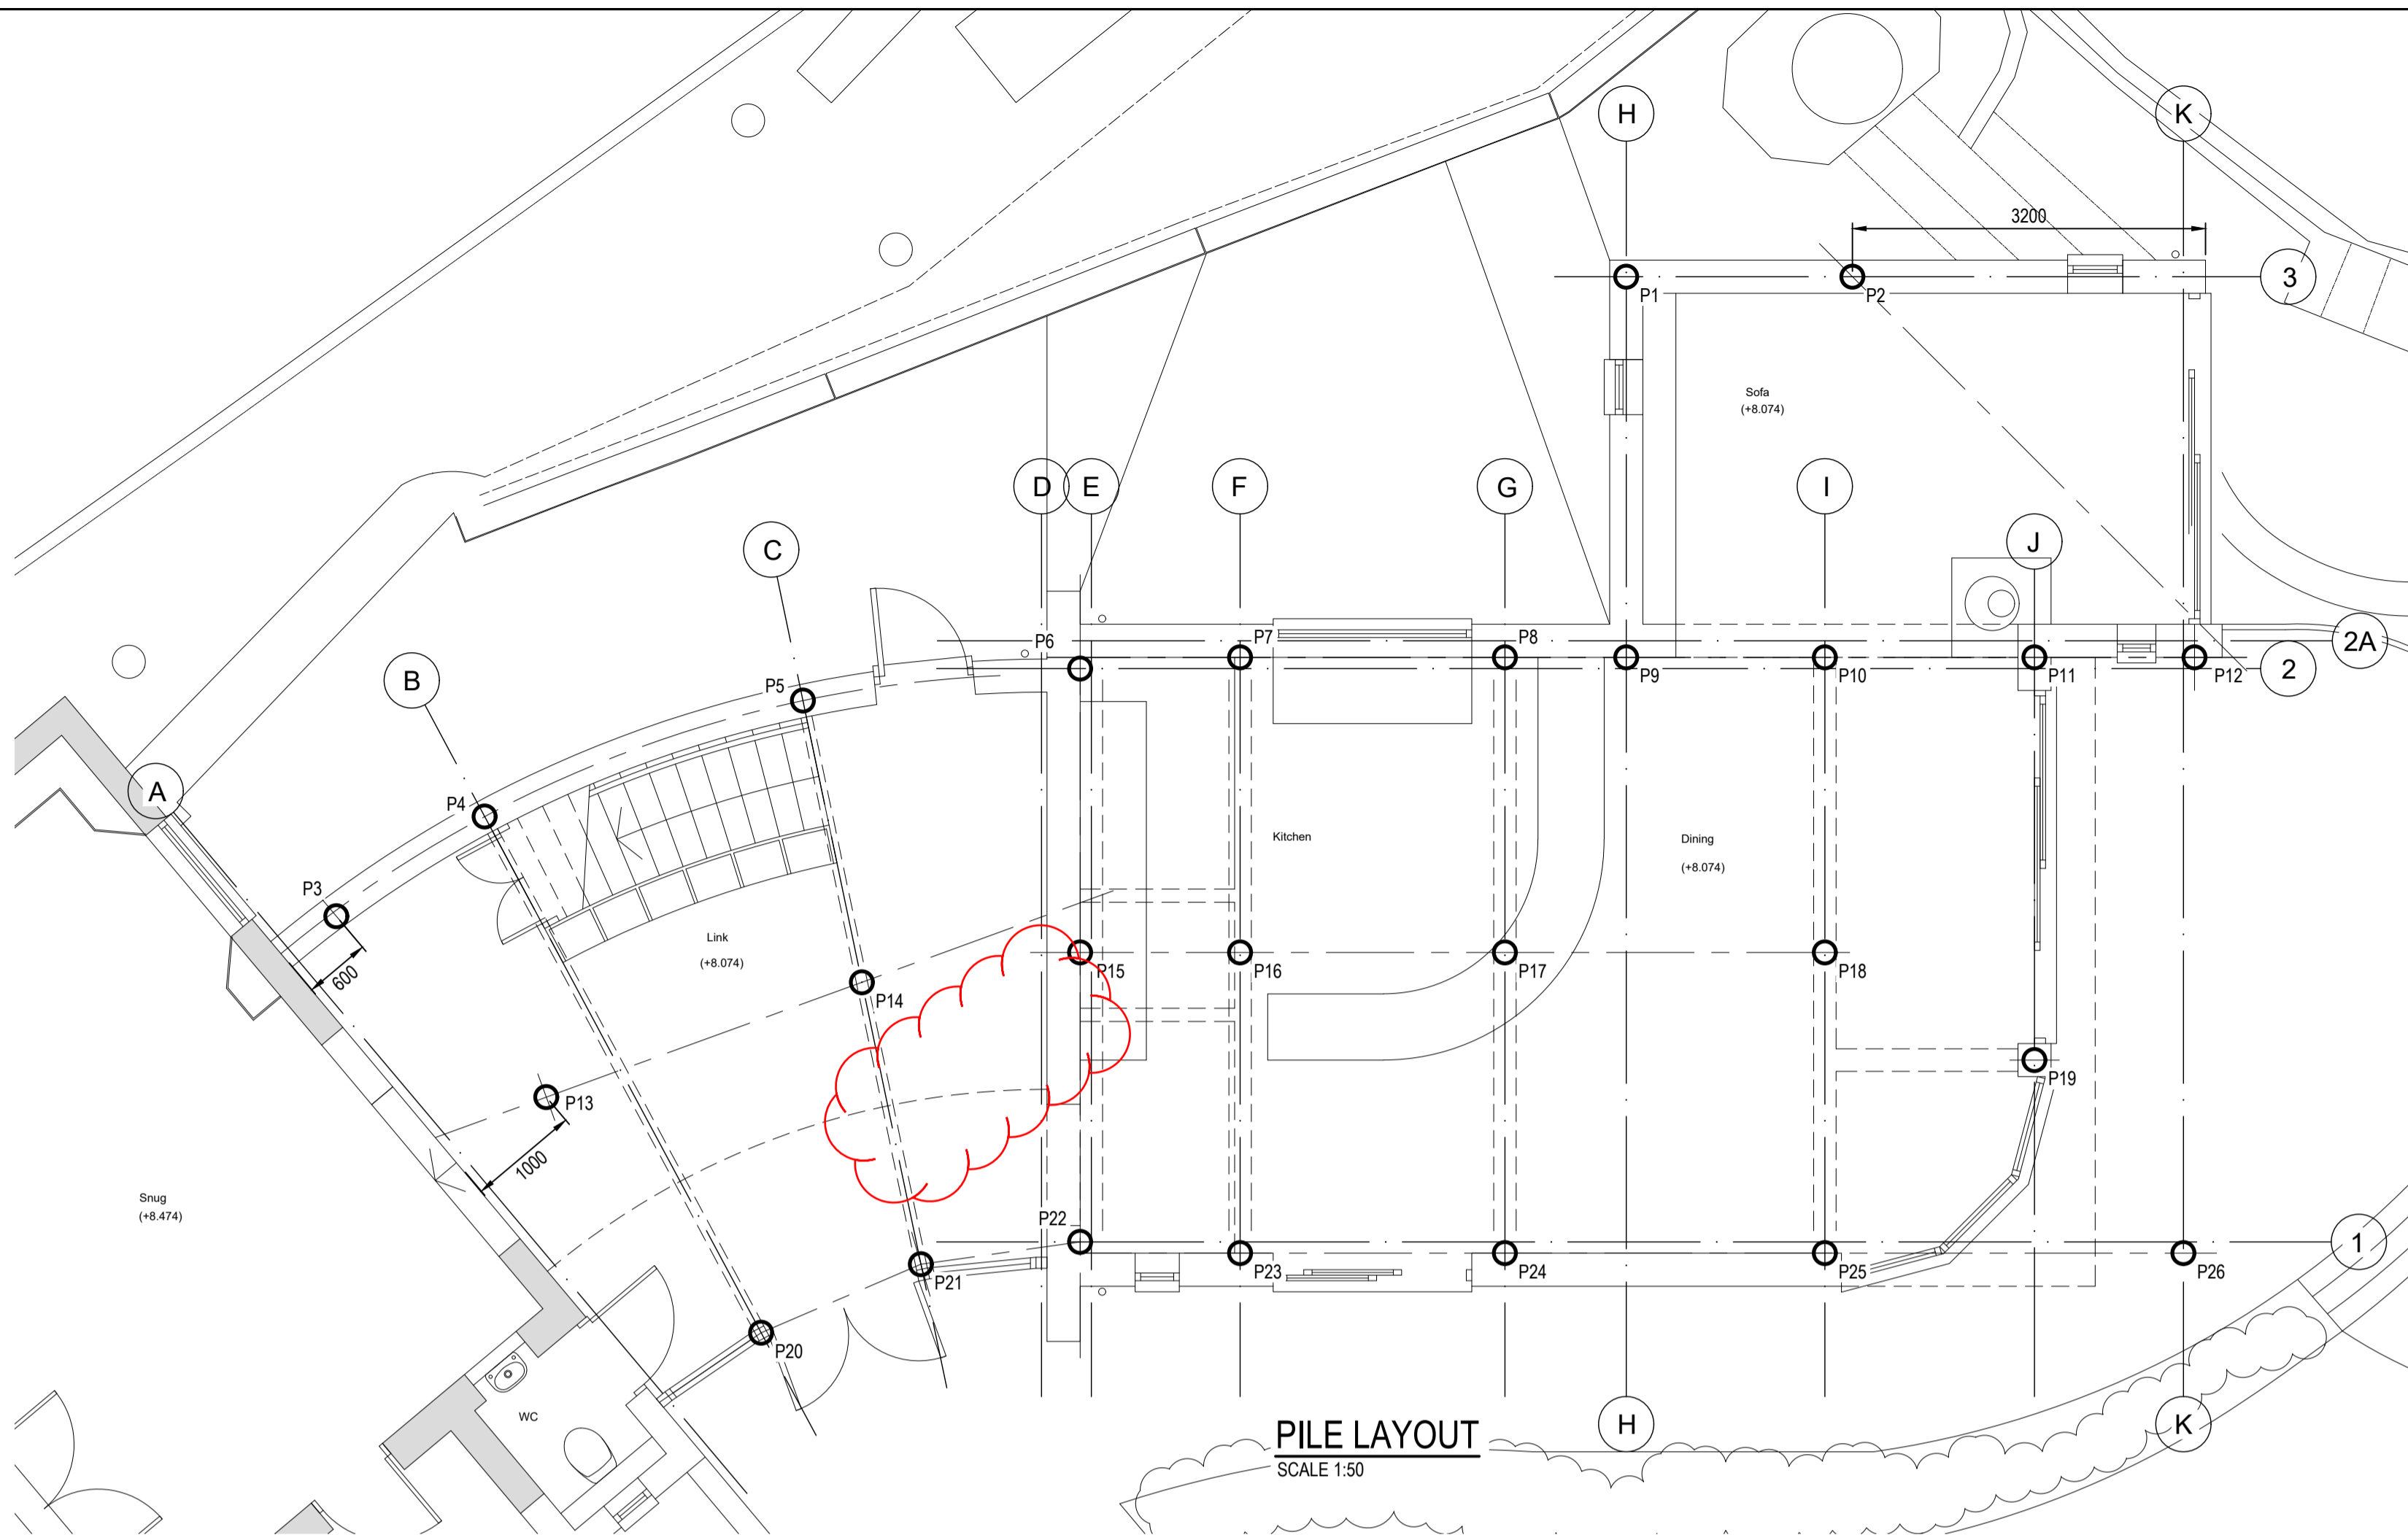 H
K
3200
3
P1
P2
Sofa
(+8.074)
D
E
F
G
I
J
C
B
P6
P7
P8
2A
2
P9
P10
P11
P12
P5
A
P4
Kitchen
Dining
(+8.074)
P3
Link
(+8.074)
600
P15
P16
P17
P18
P14
P13
P19
1000
Snug
(+8.474)
P22
1
P21
P23
P24
P25
P26
P20
WC
H
K
PILE LAYOUT
SCALE 1:50